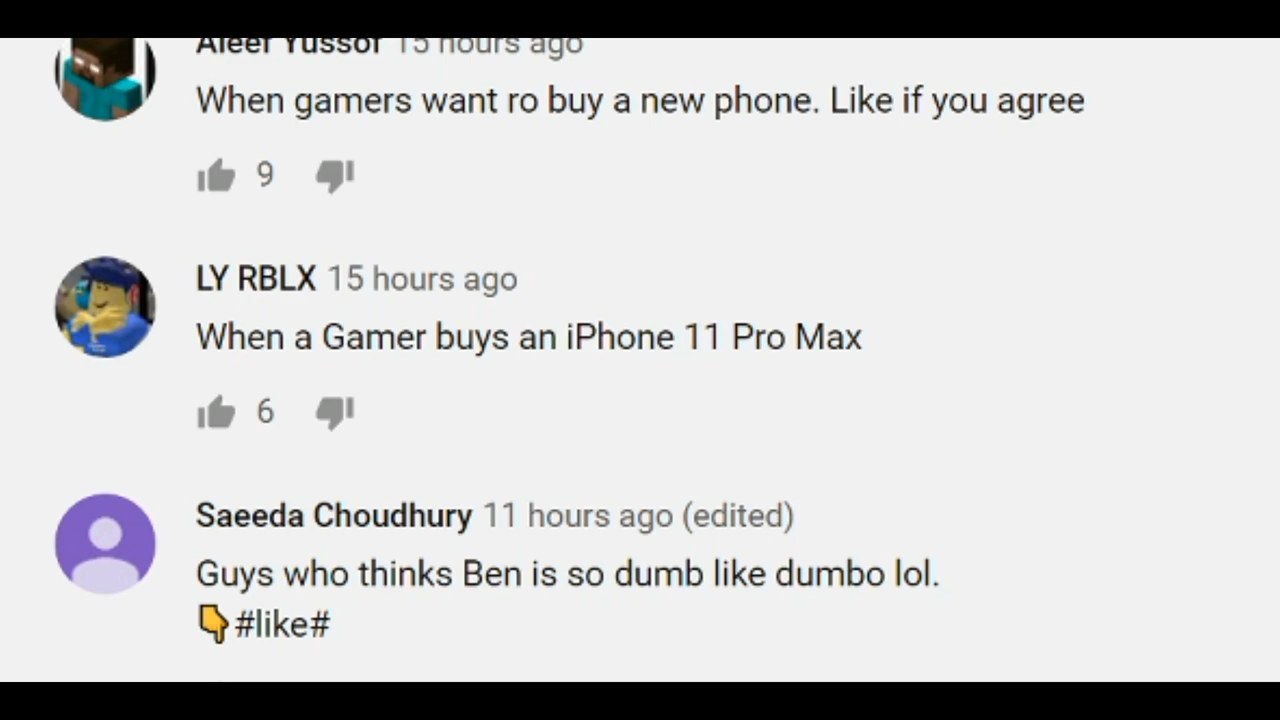 Aleef Yussof 15 hours ago
When gamers want ro buy a new phone. Like if you agree
9
LY RBLX 15 hours ago
When a Gamer buys an iPhone 11 Pro Max
6
Saeeda Choudhury 11 hours ago (edited)
Guys who thinks Ben is so dumb like dumbo lol.
👇#like#